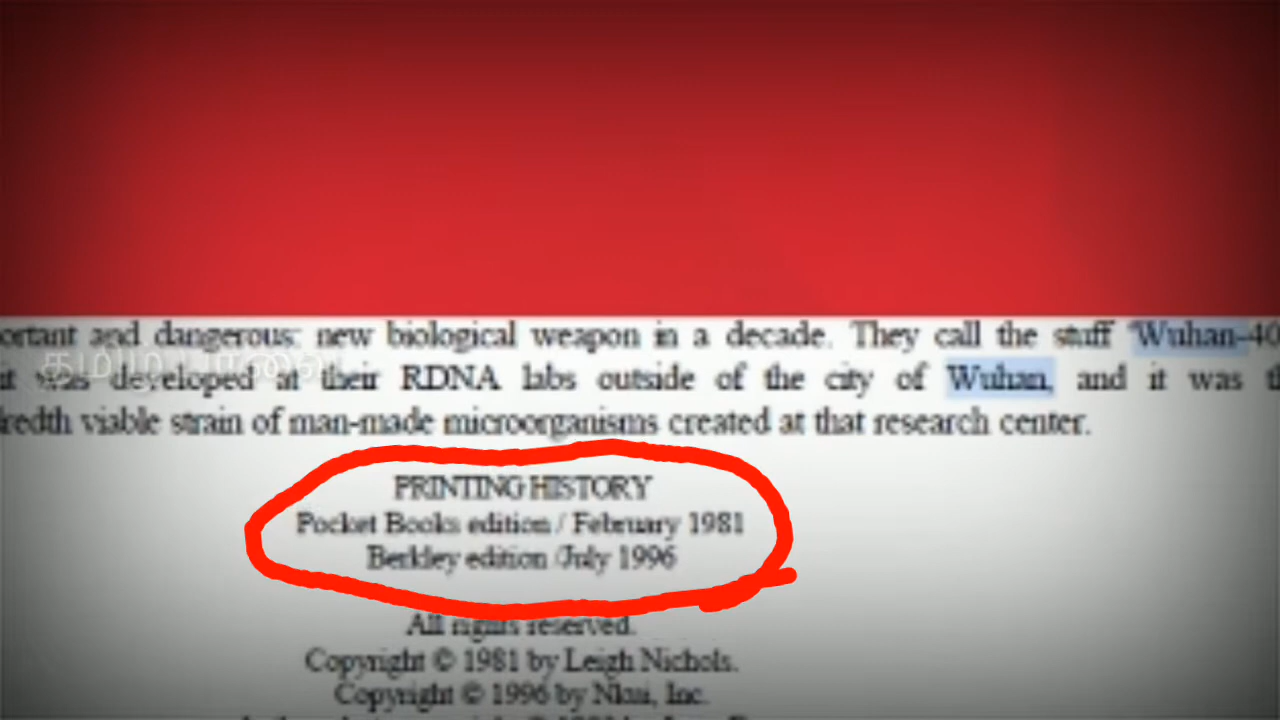 ortant and dangerous: new biological weapon in a decade. They call the stuff 'Wuhan-40
was developed at their RDNA labs outside of the city of Wuhan, and it was
redth viable strain of man-made microorganisms created at that research center.
PRINTING HISTORY
Pocket Books edition / February 1981
Berkley edition /July 1996
All rights reserved.
Copyright © 1981 by Leigh Nichols.
Copyright © 1996 by Nkui, Inc.